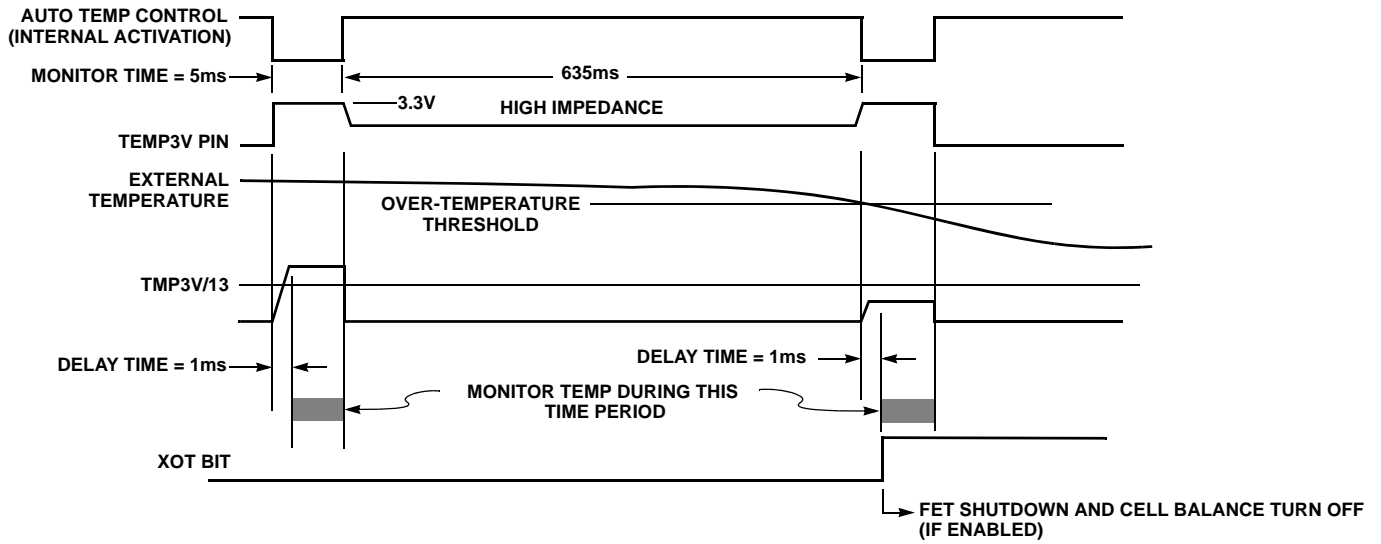 AUTO TEMP CONTROL
(INTERNAL ACTIVATION)
MONITOR TIME = 5ms
635ms
3.3V
HIGH IMPEDANCE
TEMP3V PIN
EXTERNAL
TEMPERATURE
OVER-TEMPERATURE
THRESHOLD
TMP3V/13
DELAY TIME = 1ms
DELAY TIME = 1ms
MONITOR TEMP DURING THIS
TIME PERIOD
XOT BIT
FET SHUTDOWN AND CELL BALANCE TURN OFF
(IF ENABLED)